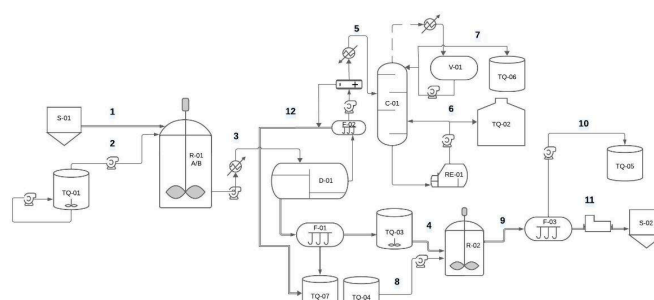 5
7
V-01
TQ-06
C-01
10
S-01
1
12
F-02
6
TQ-02
2
R-01
A/B
3
RE-01
TQ-05
TQ-01
D-01
11
F-01
TQ-03
4
R-02
9
F-03
S-02
8
TQ-07
TQ-04